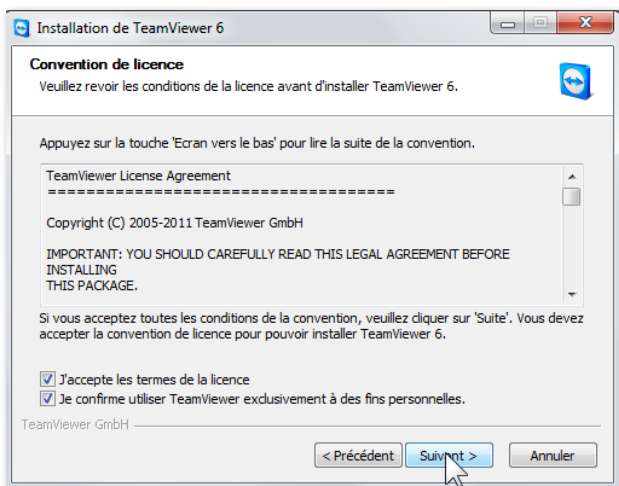 Installation de TeamViewer 6
Convention de licence
Veuillez revoir les conditions de la licence avant d'installer TeamViewer 6.
Appuyez sur la touche 'Ecran vers le bas' pour lire la suite de la convention.
TeamViewer License Agreement
====================================
Copyright (C) 2005-2011 TeamViewer GmbH
IMPORTANT: YOU SHOULD CAREFULLY READ THIS LEGAL AGREEMENT BEFORE
INSTALLING
THIS PACKAGE.
Si vous acceptez toutes les conditions de la convention, veuillez cliquer sur 'Suite'. Vous devez
accepter la convention de licence pour pouvoir installer TeamViewer 6.
J'accepte les termes de la licence
Je confirme utiliser TeamViewer exclusivement à des fins personnelles.
TeamViewer GmbH
< Précédent Suivant > Annuler